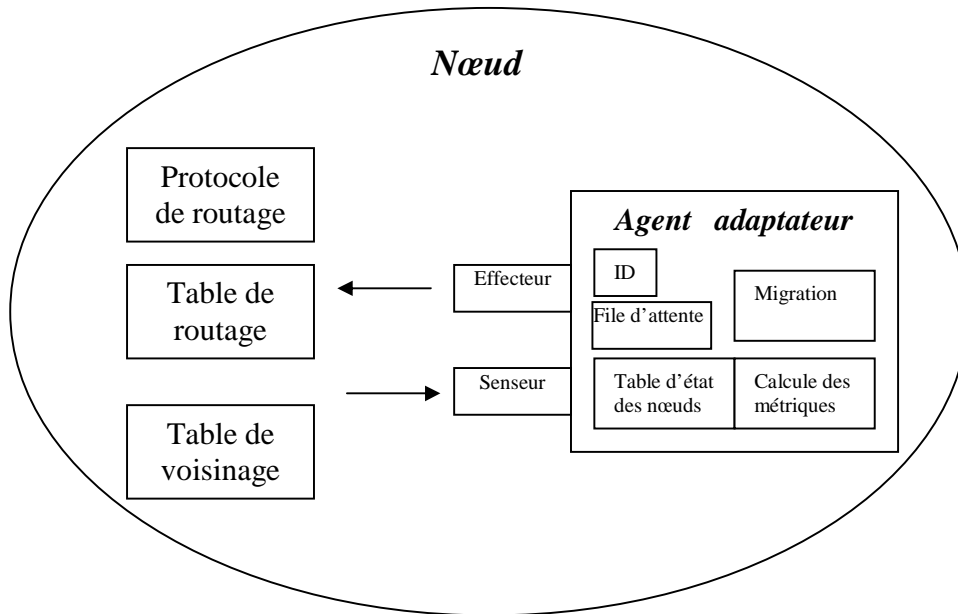 Nœud
Protocole
de routage
Table de
routage
Table de
voisinage
Effecteur
Senseur
Agent adaptateur
ID
File d’attente
Migration
Table d’état
des nœuds
Calcule des
métriques